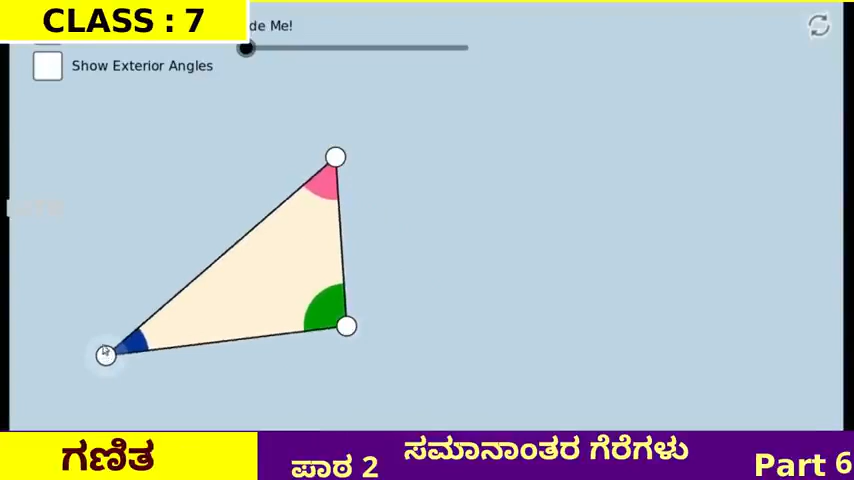 CLASS : 7
de Me!
Show Exterior Angles
ಗಣಿತ
ಪಾಠ 2
ಸಮಾನಾಂತರ ಗೆರೆಗಳು
Part 6